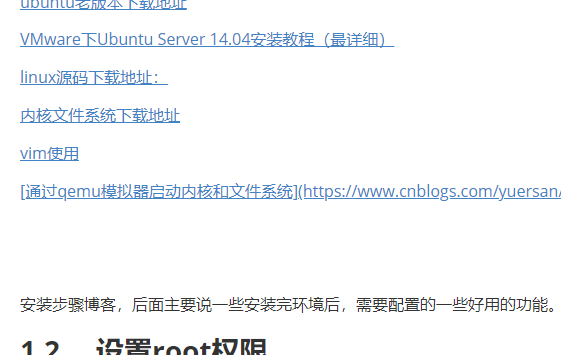 ubuntu老版本下载地址
VMware下Ubuntu Server 14.04安装教程（最详细）
linux源码下载地址：
内核文件系统下载地址
vim使用
[通过qemu模拟器启动内核和文件系统](https://www.cnblogs.com/yuersan/
安装步骤博客，后面主要说一些安装完环境后，需要配置的一些好用的功能。
1.2 设置root权限